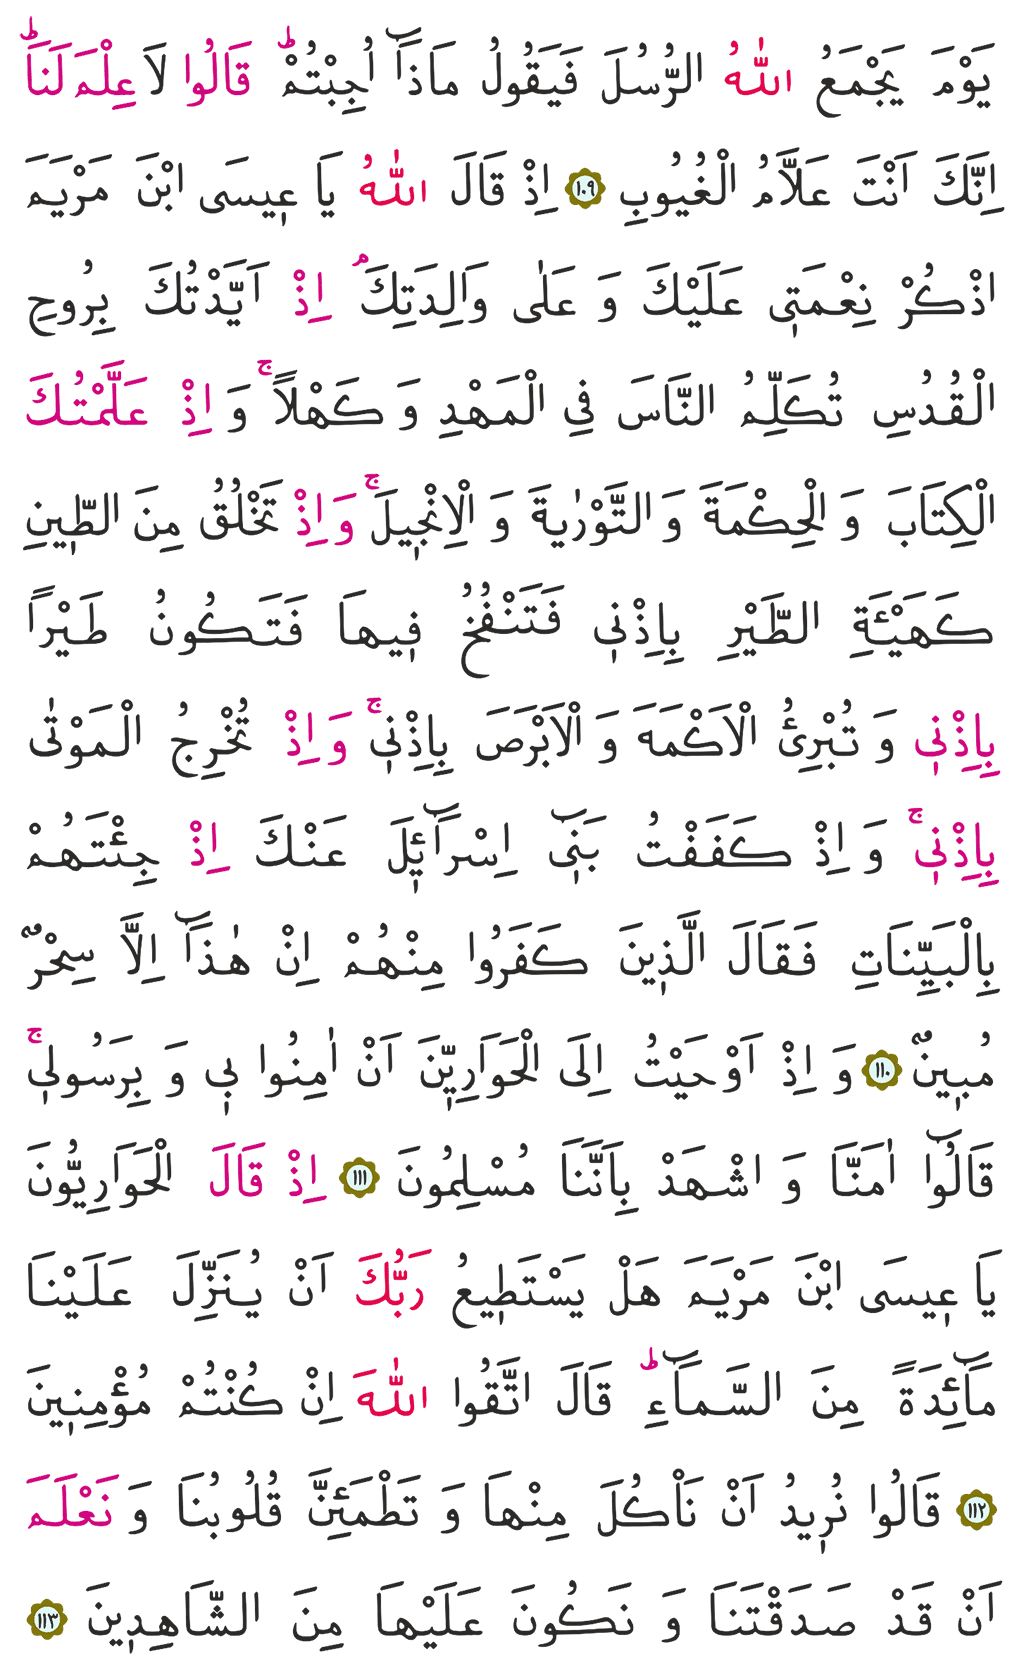 يَوْمَ يَجْمَعُ اللّٰهُ الرُّسُلَ فَيَقُولُ مَاذَآ اُجِبْتُمْ ؕ قَالُوا لَا عِلْمَ لَنَا ؕ
اِنَّكَ اَنْتَ عَلَّامُ الْغُيُوبِ ﴿١٠٩﴾ اِذْ قَالَ اللّٰهُ يَا عِيسَى ابْنَ مَرْيَمَ
اذْكُرْ نِعْمَتِي عَلَيْكَ وَ عَلٰى وَالِدَتِكَ ۘ اِذْ اَيَّدْتُكَ بِرُوحِ
الْقُدُسِ تُكَلِّمُ النَّاسَ فِي الْمَهْدِ وَ كَهْلًا ۚ وَ اِذْ عَلَّمْتُكَ
الْكِتَابَ وَ الْحِكْمَةَ وَ التَّوْرٰيةَ وَ الْاِنْجِيلَ ۚ وَ اِذْ تَخْلُقُ مِنَ الطِّينِ
كَهَيْـَٔةِ الطَّيْرِ بِاِذْنِي فَتَنْفُخُ فِيهَا فَتَكُونُ طَيْرًا
بِاِذْنِي وَ تُبْرِئُ الْاَكْمَهَ وَ الْاَبْرَصَ بِاِذْنِي ۚ وَ اِذْ تُخْرِجُ الْمَوْتٰى
بِاِذْنِي ۚ وَ اِذْ كَفَفْتُ بَنِيٓ اِسْرَآئِيلَ عَنْكَ اِذْ جِئْتَهُمْ
بِالْبَيِّنَاتِ فَقَالَ الَّذِينَ كَفَرُوا مِنْهُمْ اِنْ هٰذَآ اِلَّا سِحْرٌ
مُبِينٌ ﴿١١٠﴾ وَ اِذْ اَوْحَيْتُ اِلَى الْحَوَارِيِّينَ اَنْ اٰمِنُوا بِي وَ بِرَسُولِي ۚ
قَالُوٓا اٰمَنَّا وَ اشْهَدْ بِاَنَّنَا مُسْلِمُونَ ﴿١١١﴾ اِذْ قَالَ الْحَوَارِيُّونَ
يَا عِيسَى ابْنَ مَرْيَمَ هَلْ يَسْتَطِيعُ رَبُّكَ اَنْ يُنَزِّلَ عَلَيْنَا
مَآئِدَةً مِنَ السَّمَآءِ ؕ قَالَ اتَّقُوا اللّٰهَ اِنْ كُنْتُمْ مُؤْمِنِينَ
﴿١١٢﴾ قَالُوا نُرِيدُ اَنْ نَاْكُلَ مِنْهَا وَ تَطْمَئِنَّ قُلُوبُنَا وَ نَعْلَمَ
اَنْ قَدْ صَدَقْتَنَا وَ نَكُونَ عَلَيْهَا مِنَ الشَّاهِدِينَ ﴿١١٣﴾